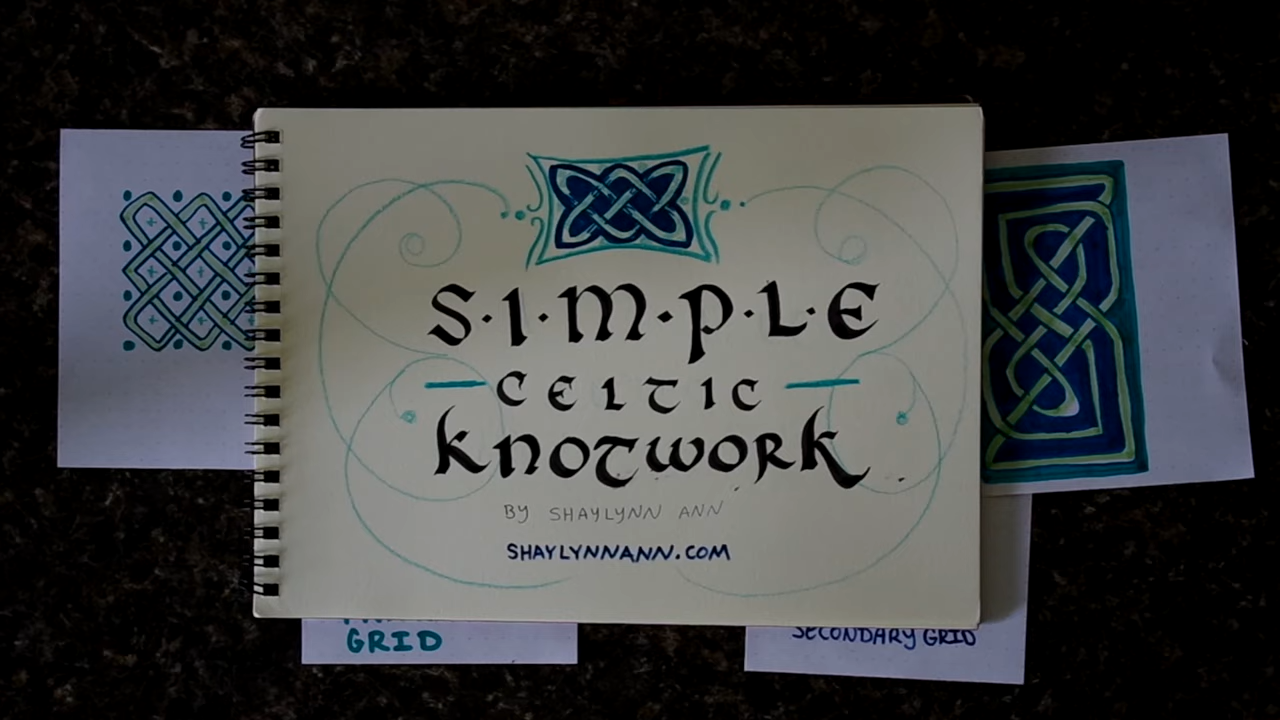 S·I·M·P·L·E
CELTIC
KNOTWORK
BY SHAYLYNN ANN
SHAYLYNNANN.COM
GRID
SECONDARY GRID